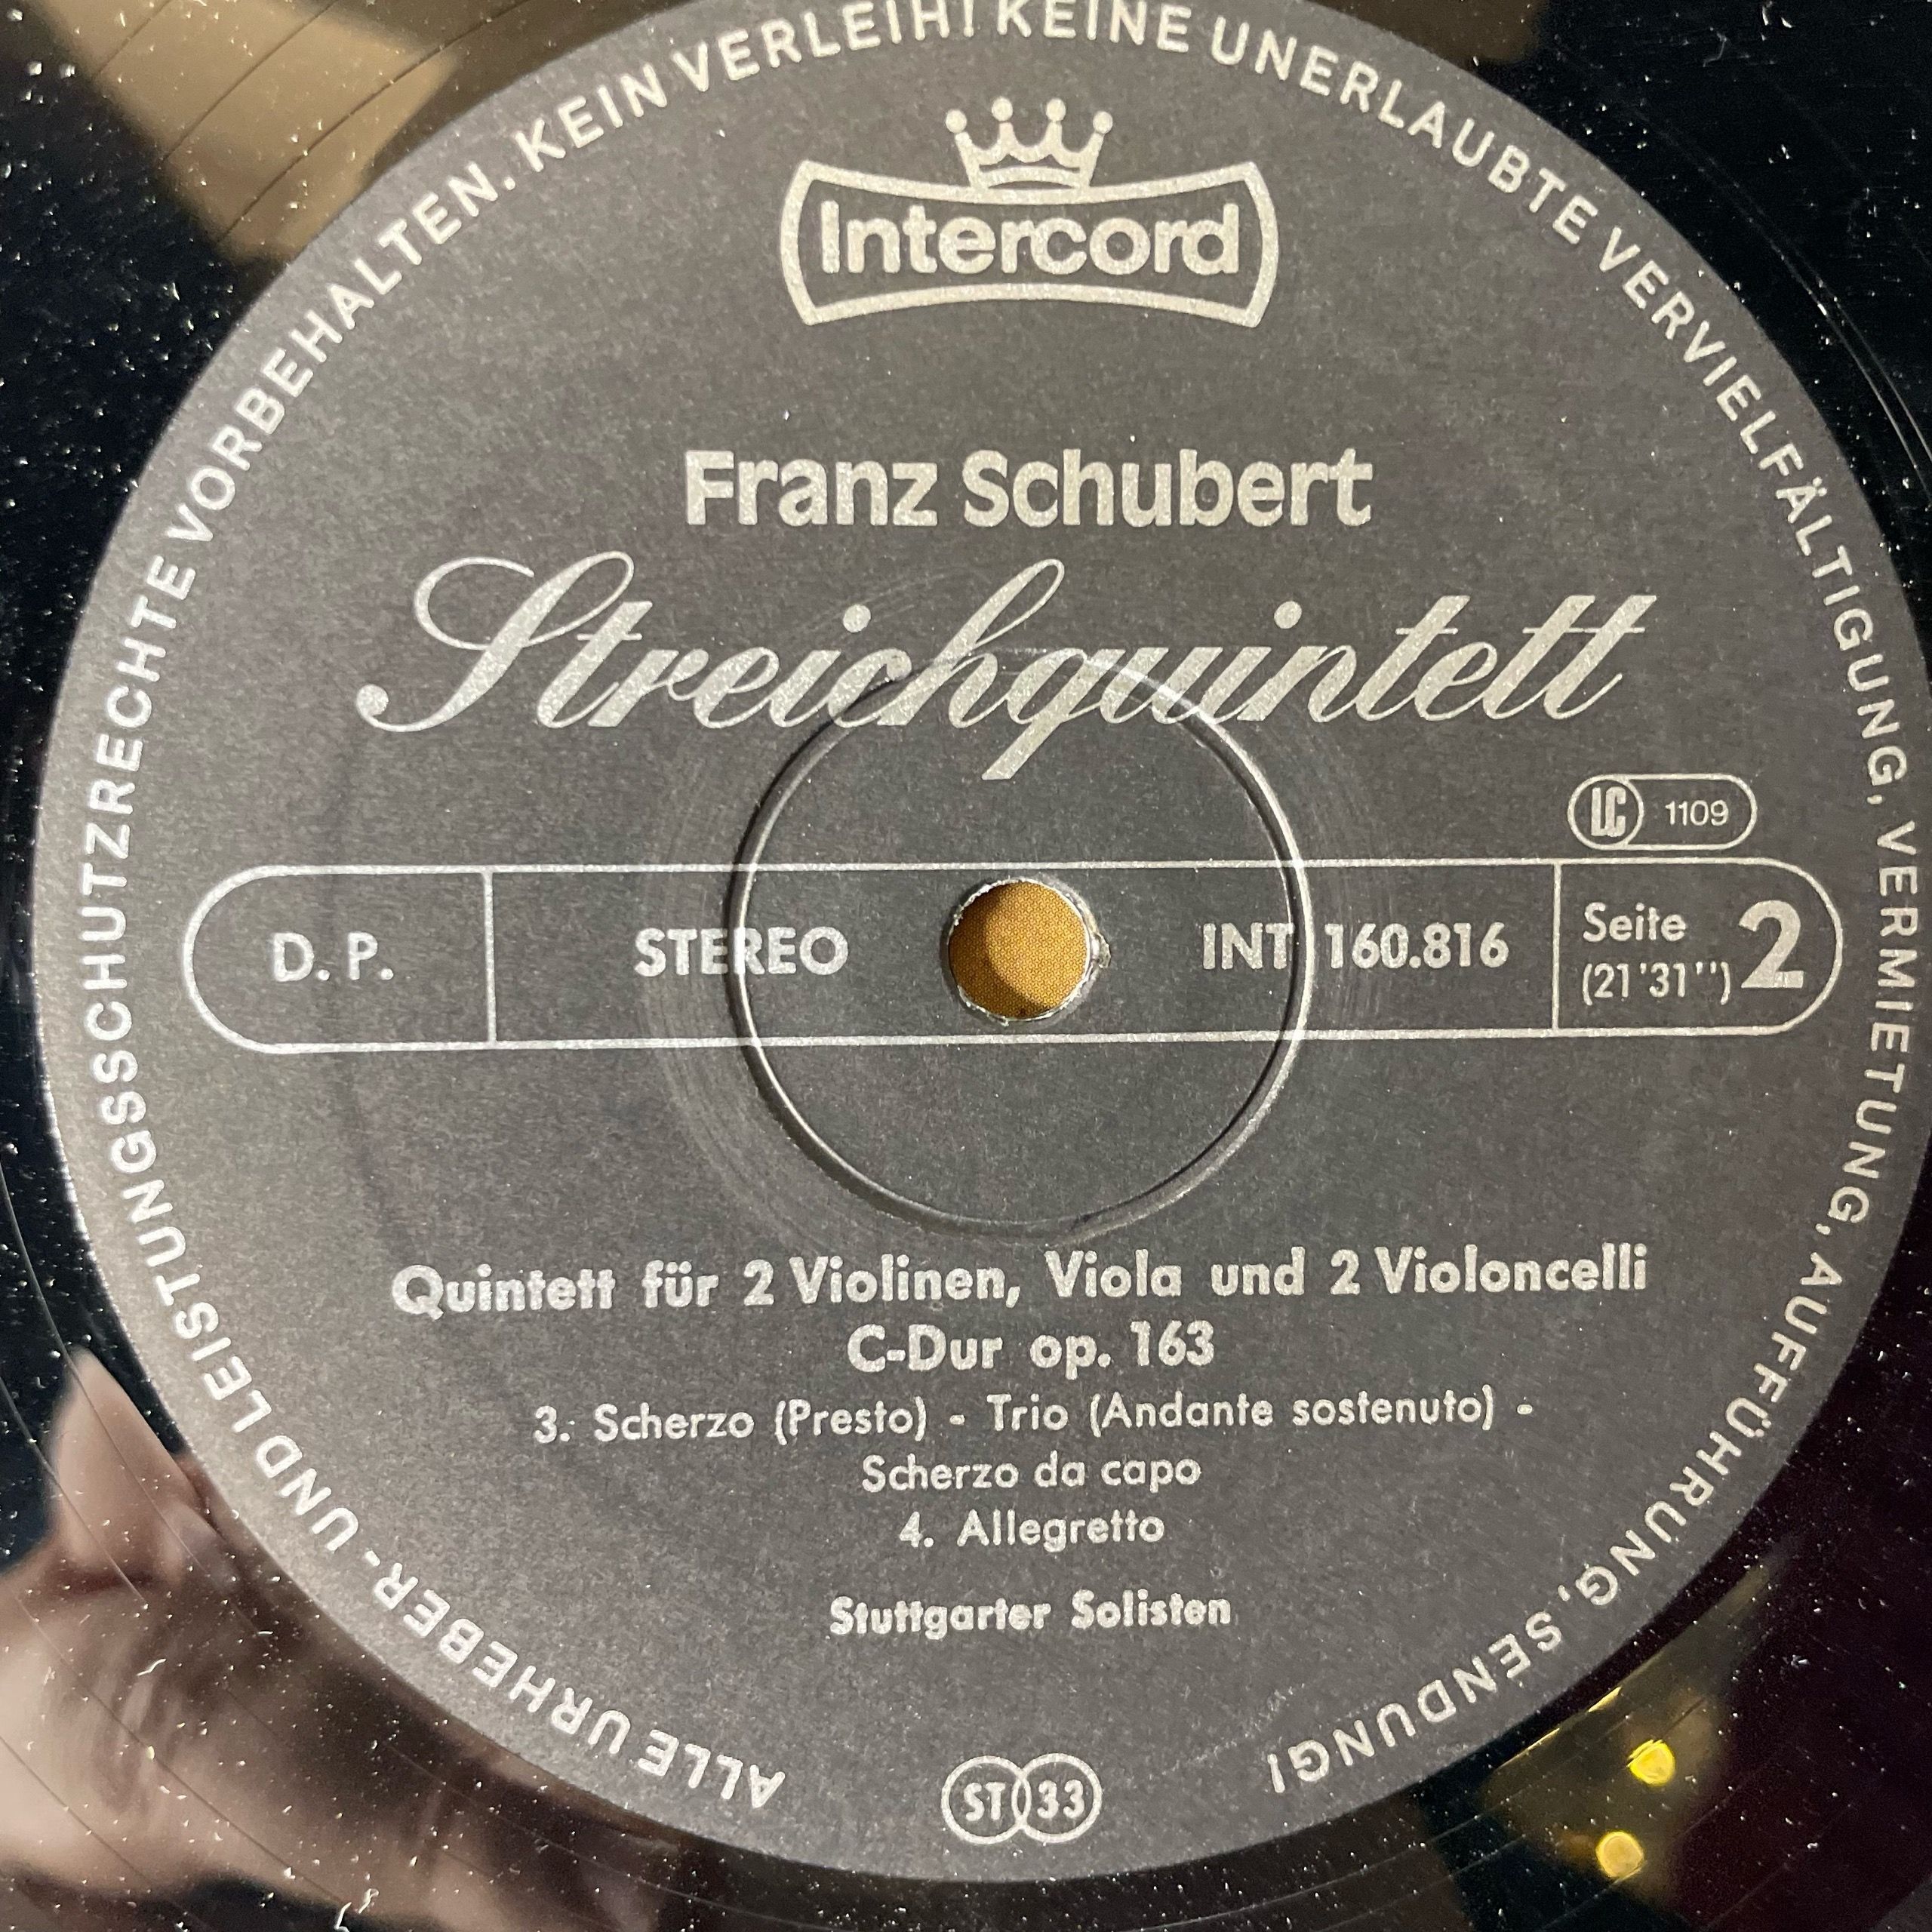 ALLE URHEBER- UND LEISTUNGSSCHUTZRECHTE VORBEHALTEN. KEIN VERLEIH! KEINE UNERLAUBTE VERVIELFÄLTIGUNG, VERMIETUNG, AUFFÜHRUNG, SENDUNG!
Intercord
Franz Schubert
Streichquintett
LC 1109
D. P. STEREO INT 160.816 Seite 2
(21'31'')
Quintett für 2 Violinen, Viola und 2 Violoncelli
C-Dur op. 163
3. Scherzo (Presto) - Trio (Andante sostenuto) -
Scherzo da capo
4. Allegretto
Stuttgarter Solisten
ST 33